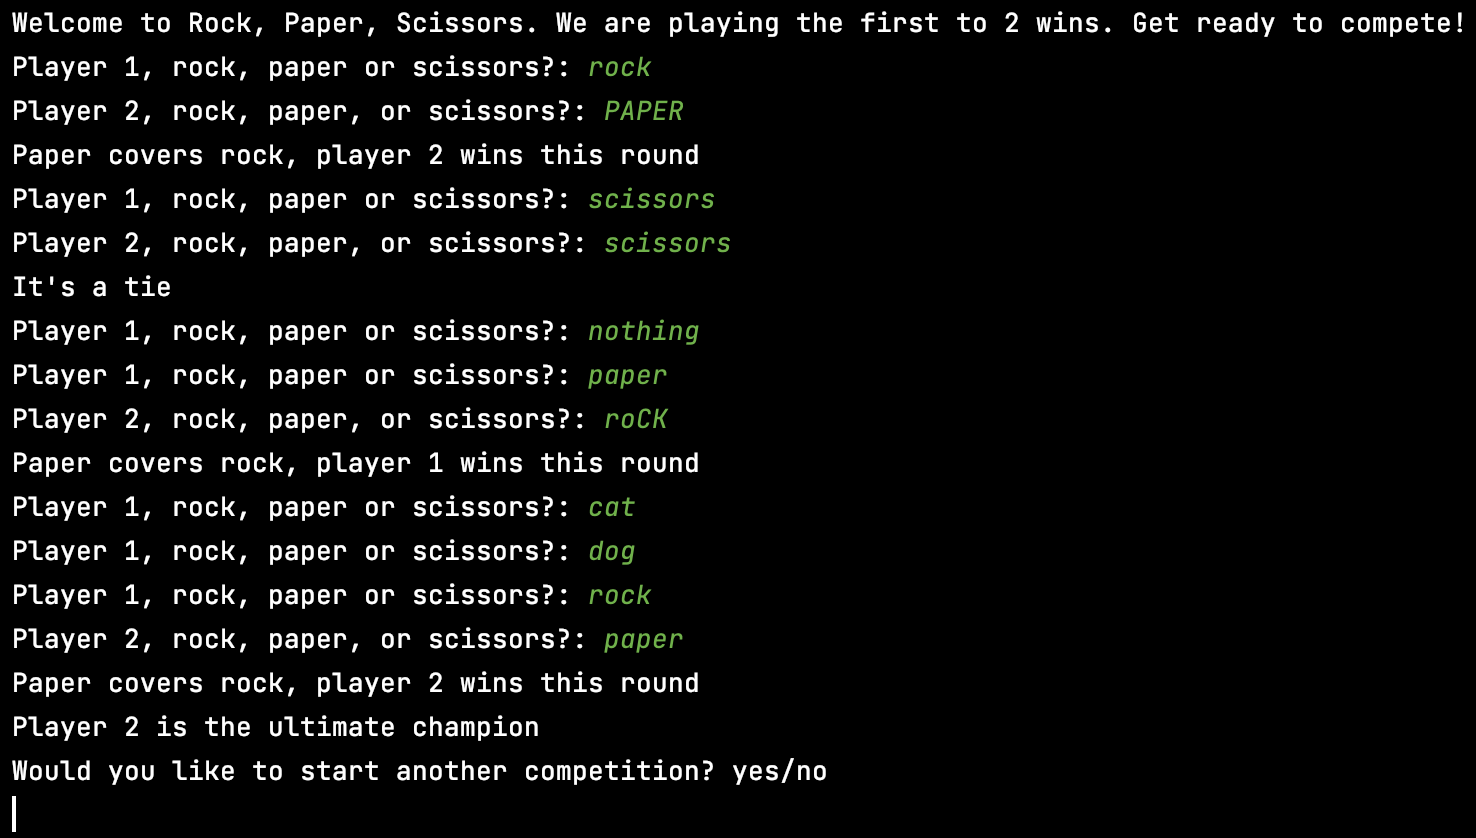 Welcome to Rock, Paper, Scissors. We are playing the first to 2 wins. Get ready to compete!
Player 1, rock, paper or scissors?: rock
Player 2, rock, paper, or scissors?: PAPER
Paper covers rock, player 2 wins this round
Player 1, rock, paper or scissors?: scissors
Player 2, rock, paper, or scissors?: scissors
It's a tie
Player 1, rock, paper or scissors?: nothing
Player 1, rock, paper or scissors?: paper
Player 2, rock, paper, or scissors?: roCK
Paper covers rock, player 1 wins this round
Player 1, rock, paper or scissors?: cat
Player 1, rock, paper or scissors?: dog
Player 1, rock, paper or scissors?: rock
Player 2, rock, paper, or scissors?: paper
Paper covers rock, player 2 wins this round
Player 2 is the ultimate champion
Would you like to start another competition? yes/no